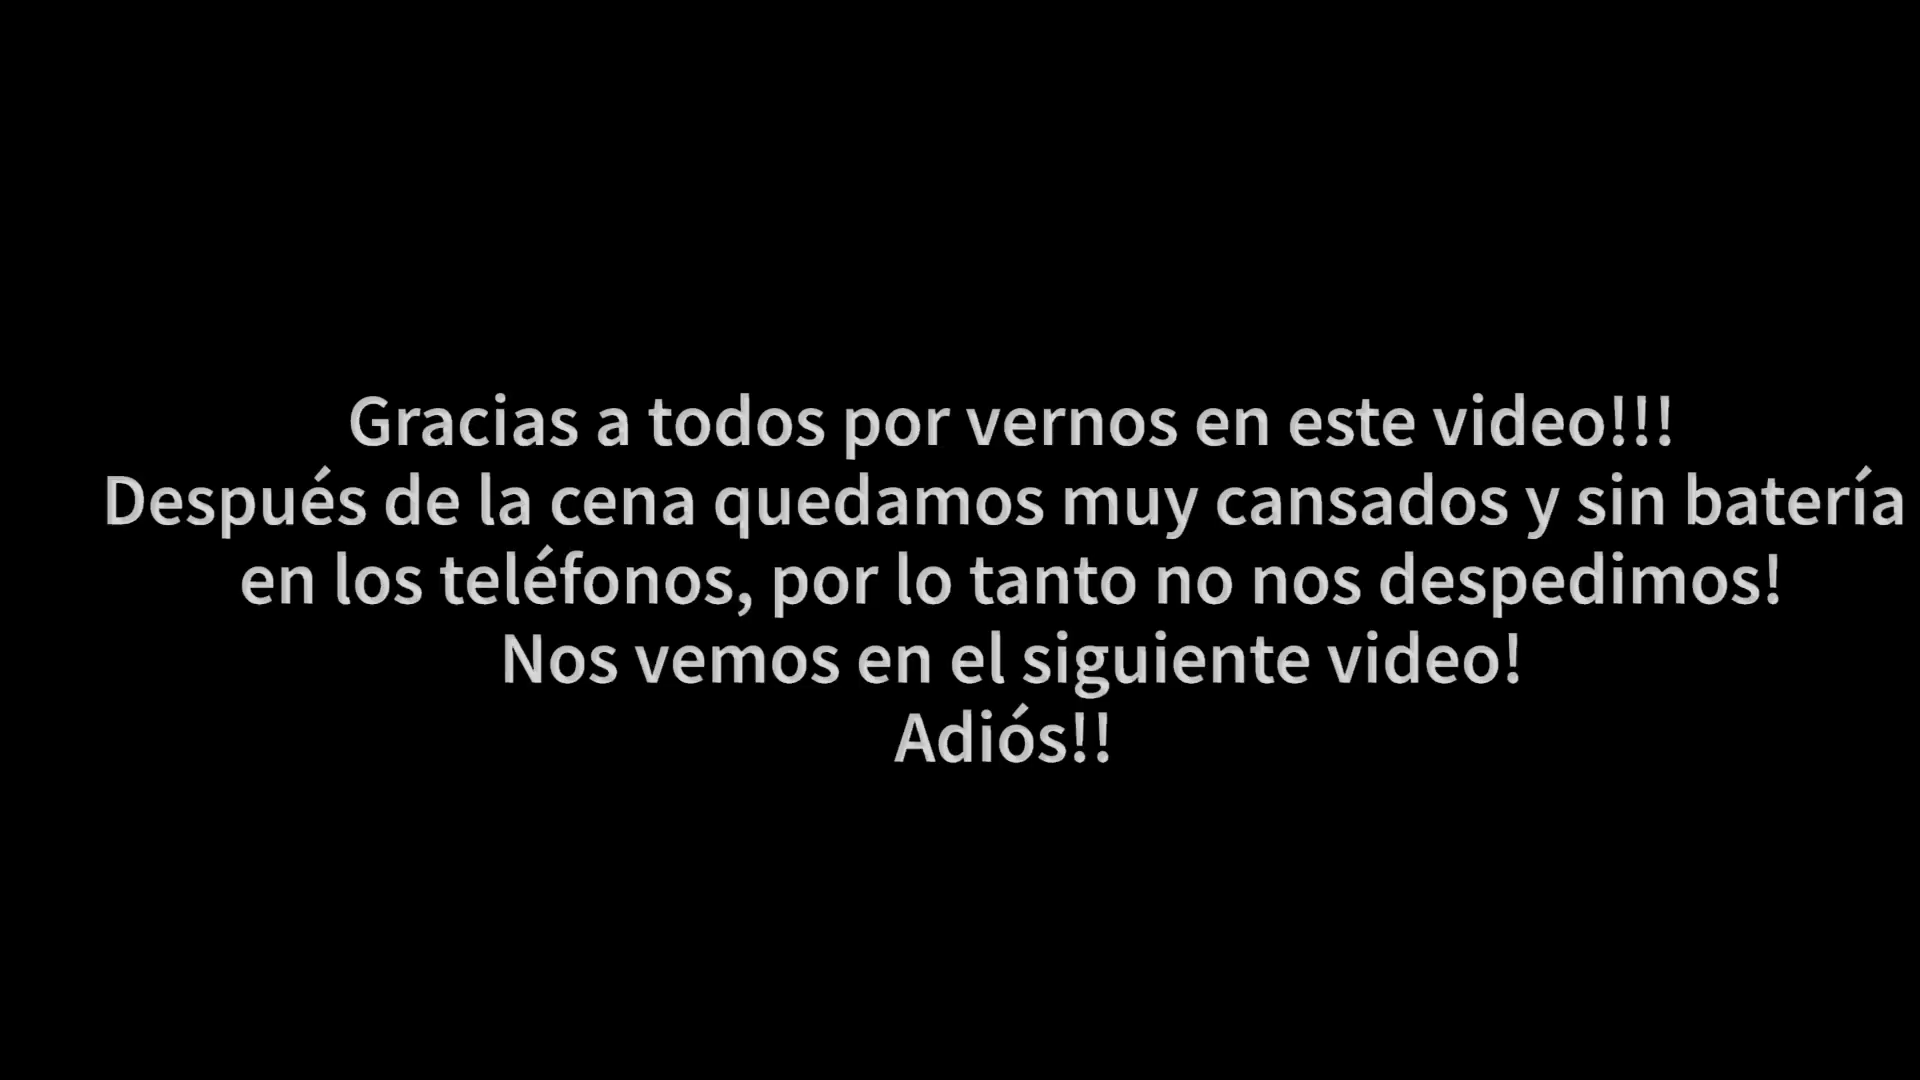 Gracias a todos por vernos en este video!!!
Después de la cena quedamos muy cansados y sin batería
en los teléfonos, por lo tanto no nos despedimos!
Nos vemos en el siguiente video!
Adiós!!